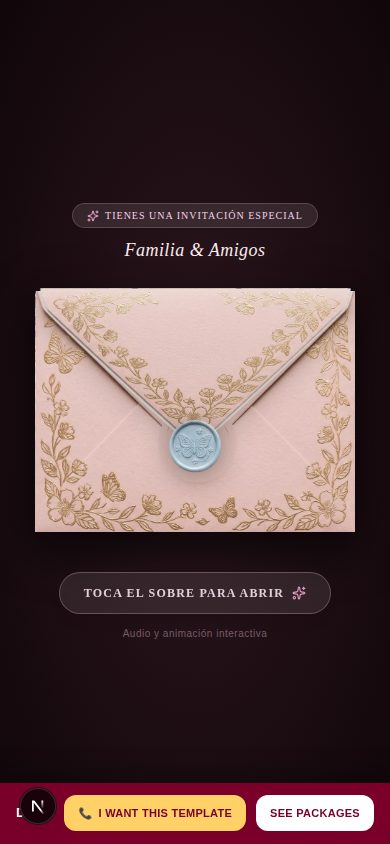 TIENES UNA INVITACIÓN ESPECIAL
Familia & Amigos
TOCA EL SOBRE PARA ABRIR
Audio y animación interactiva
N
I WANT THIS TEMPLATE
SEE PACKAGES